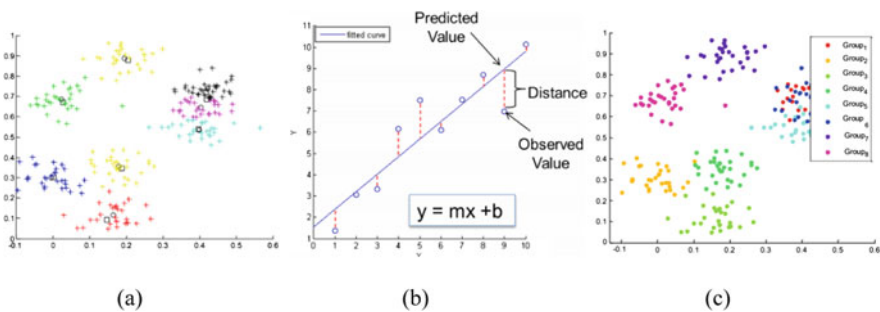 1
0.9
0.8
0.7
0.6
0.5
0.4
0.3
0.2
0.1
0
-0.1 0 0.1 0.2 0.3 0.4 0.5 0.6
(a)
Predicted
Value
fitted curve
11
10
9
8
7
6
5
4
3
2
1
Y
Distance
Observed
Value
y = mx +b
0 1 2 3 4 5 6 7 8 9 10
(b)
1
0.9
0.8
0.7
0.6
0.5
0.4
0.3
0.2
0.1
0
-0.1 0 0.1 0.2 0.3 0.4 0.5 0.6
Group1
Group2
Group3
Group4
Group5
Group6
Group7
Group8
(c)